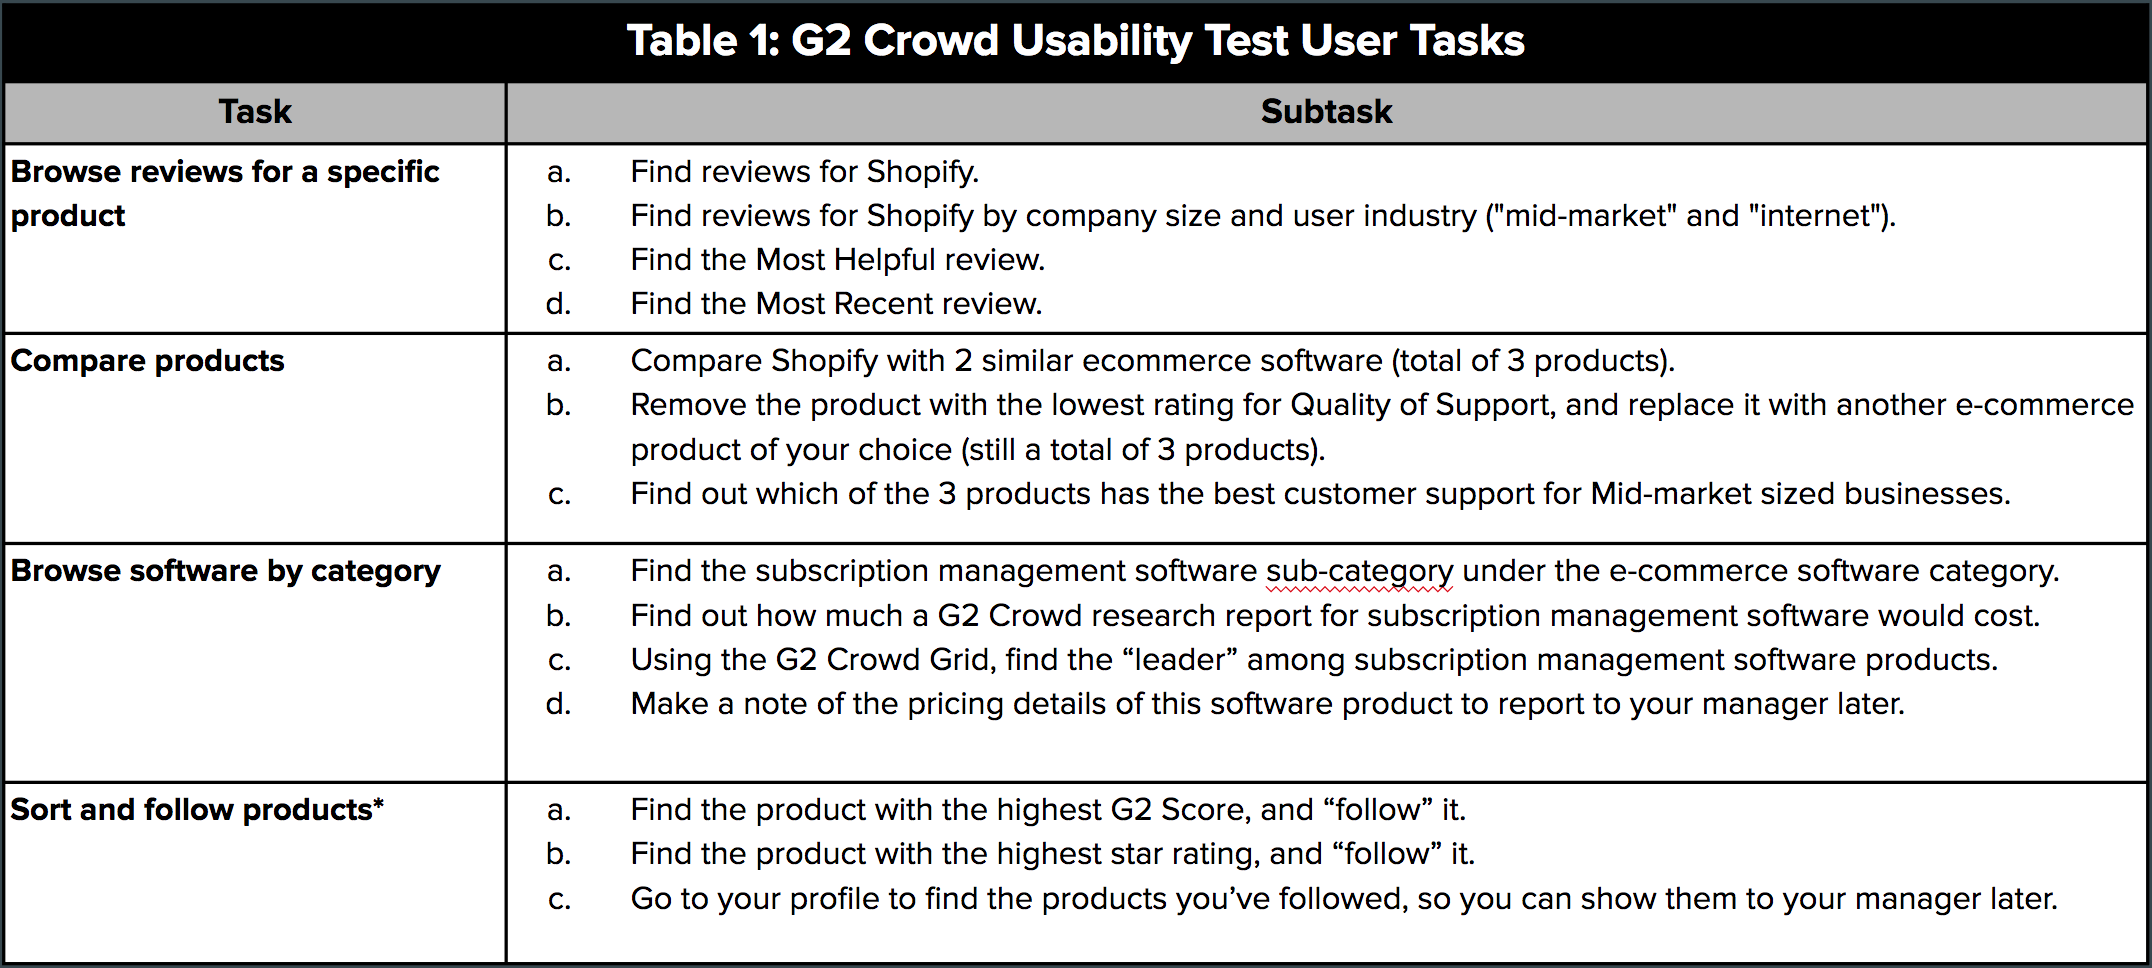 Table 1: G2 Crowd Usability Test User Tasks
Task
Subtask
Browse reviews for a specific
product
a. Find reviews for Shopify.
b. Find reviews for Shopify by company size and user industry ("mid-market" and "internet").
c. Find the Most Helpful review.
d. Find the Most Recent review.
Compare products
a. Compare Shopify with 2 similar ecommerce software (total of 3 products).
b. Remove the product with the lowest rating for Quality of Support, and replace it with another e-commerce
product of your choice (still a total of 3 products).
c. Find out which of the 3 products has the best customer support for Mid-market sized businesses.
Browse software by category
a. Find the subscription management software sub-category under the e-commerce software category.
b. Find out how much a G2 Crowd research report for subscription management software would cost.
c. Using the G2 Crowd Grid, find the “leader” among subscription management software products.
d. Make a note of the pricing details of this software product to report to your manager later.
Sort and follow products*
a. Find the product with the highest G2 Score, and “follow” it.
b. Find the product with the highest star rating, and “follow” it.
c. Go to your profile to find the products you’ve followed, so you can show them to your manager later.